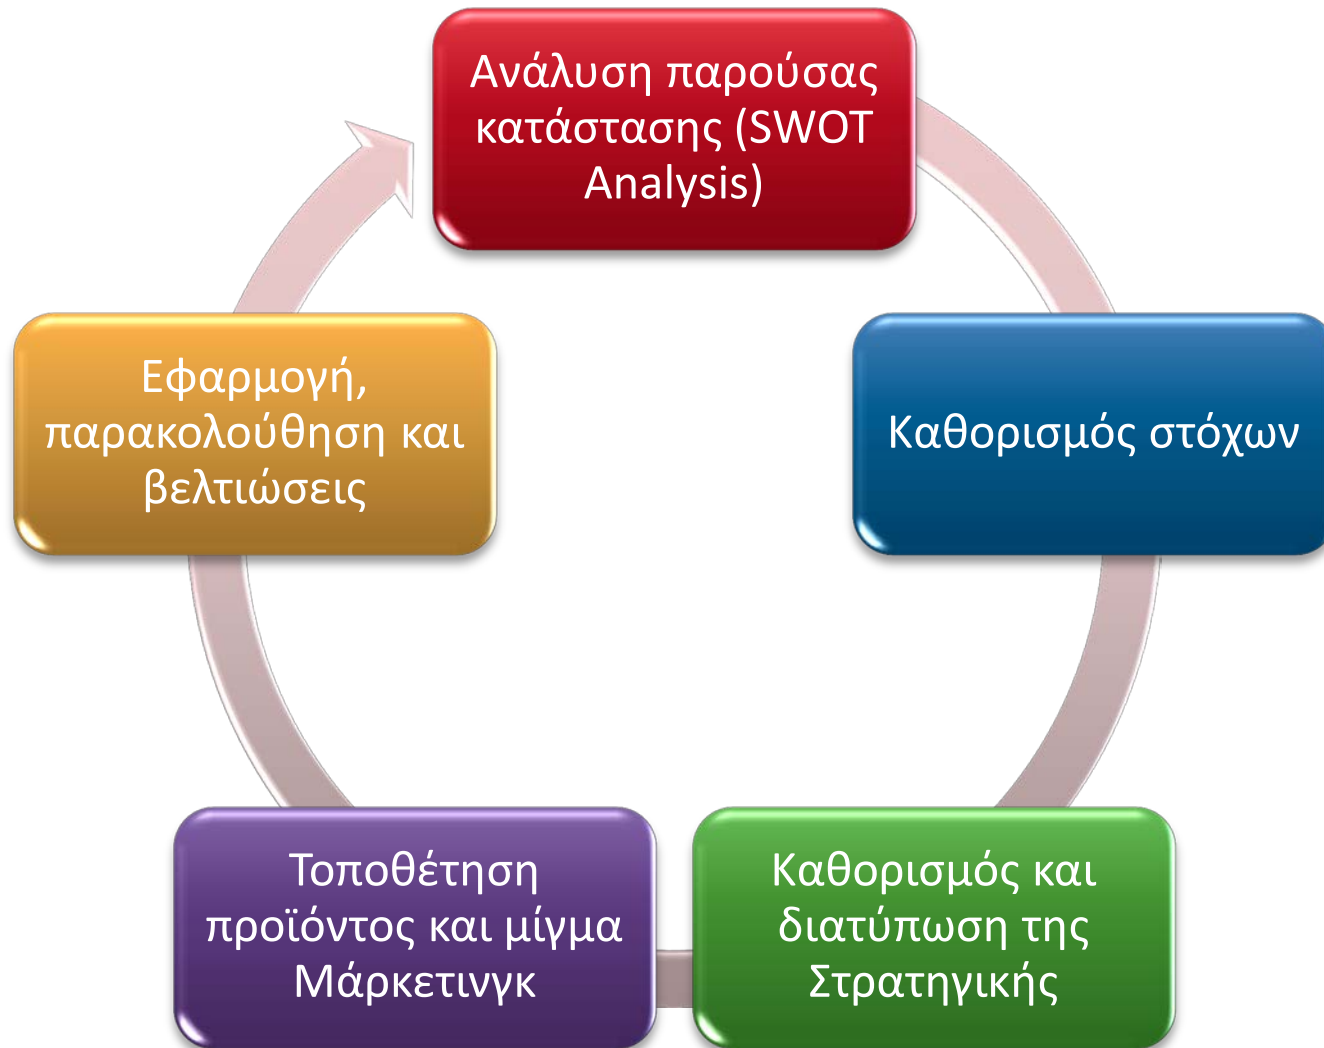 Ανάλυση παρούσας
κατάστασης (SWOT
Analysis)
Καθορισμός στόχων
Καθορισμός και
διατύπωση της
Στρατηγικής
Τοποθέτηση
προϊόντος και μίγμα
Μάρκετινγκ
Εφαρμογή,
παρακολούθηση και
βελτιώσεις